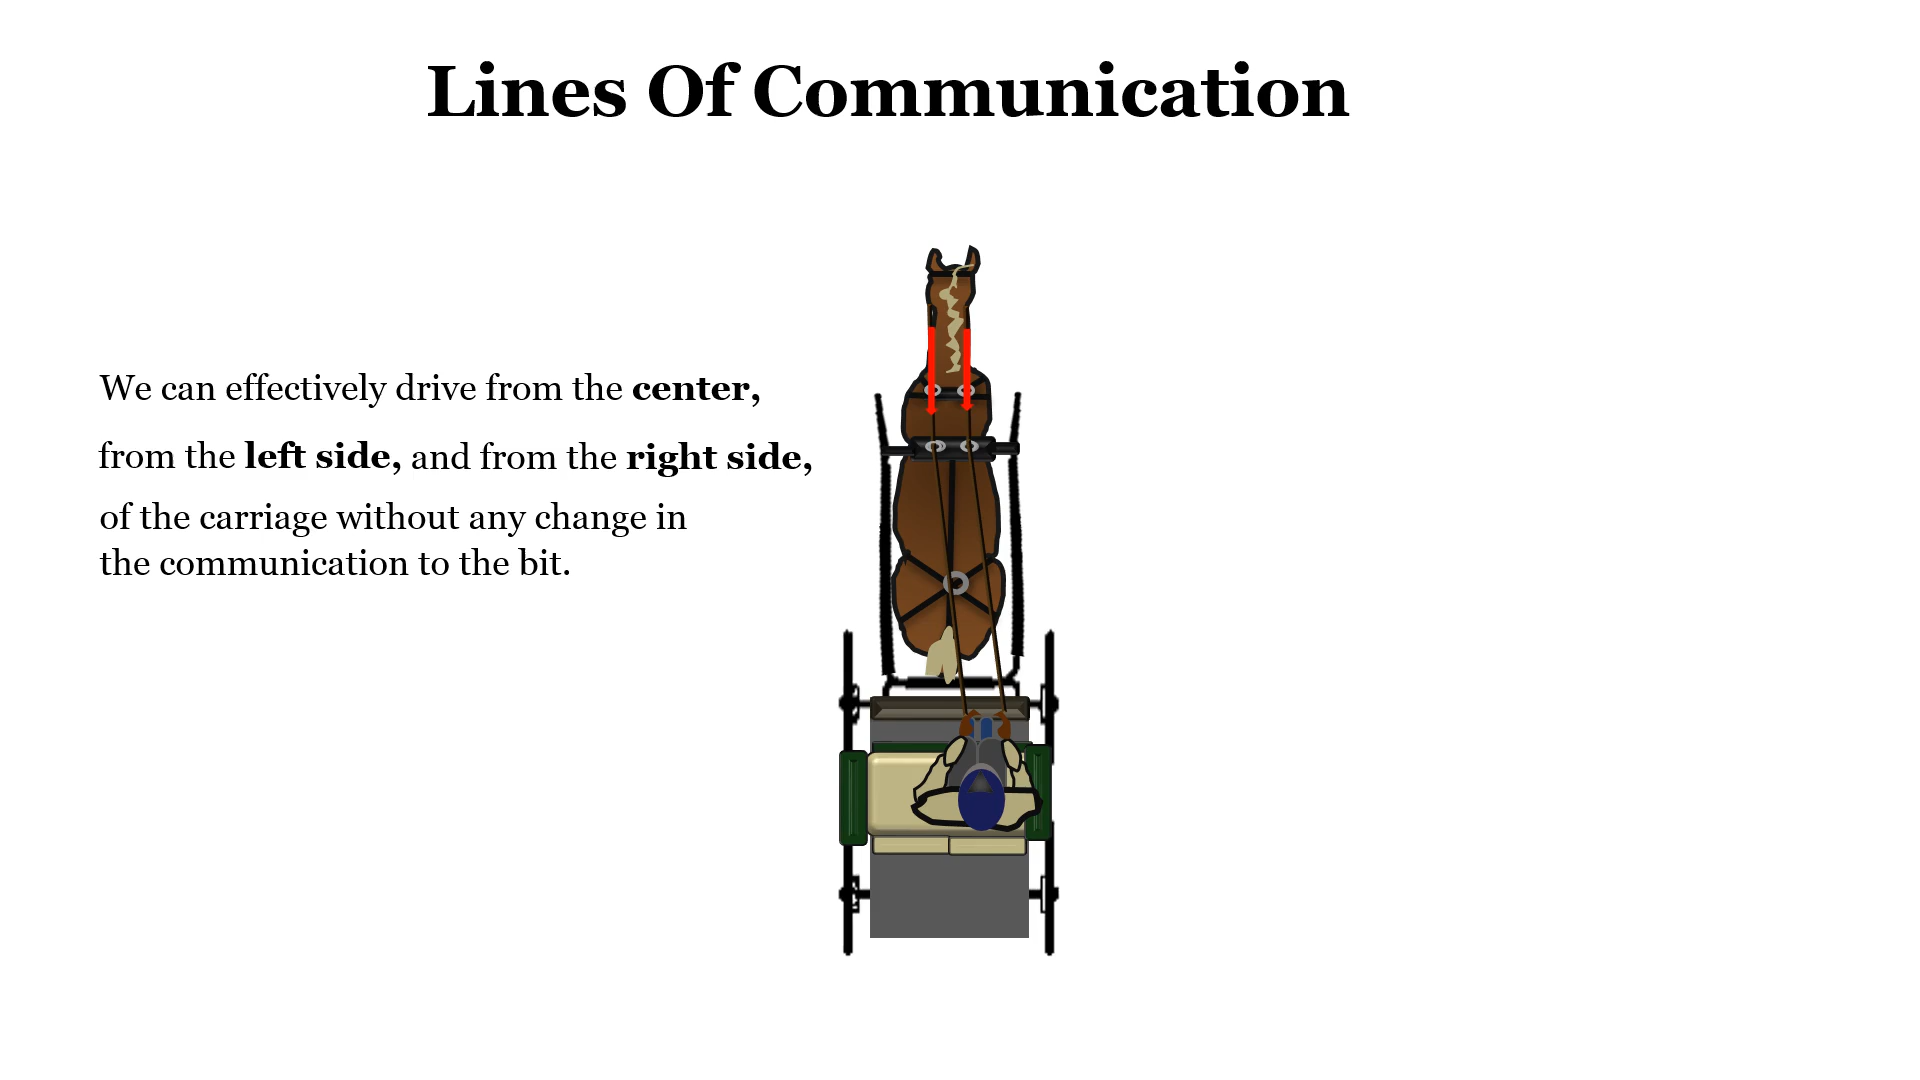 Lines Of Communication
We can effectively drive from the center,
from the left side, and from the right side,
of the carriage without any change in
the communication to the bit.